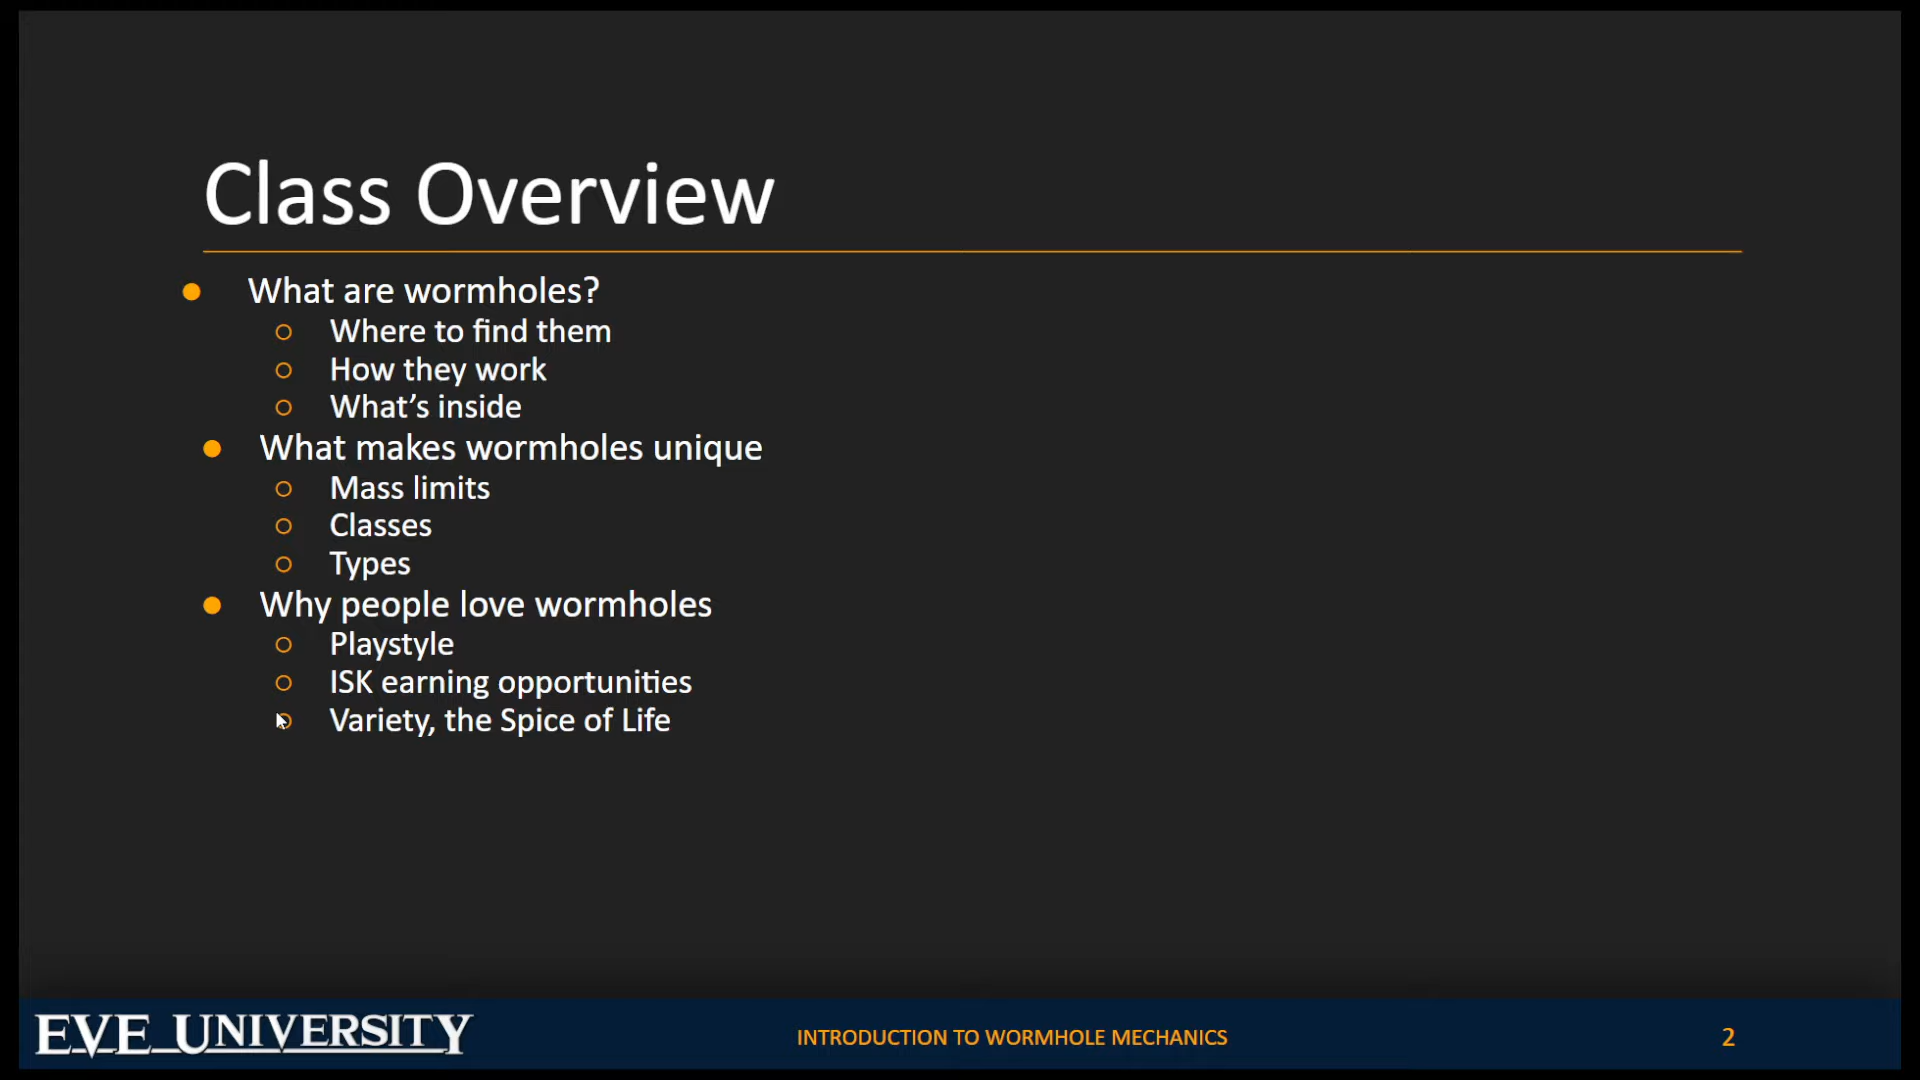 Class Overview
What are wormholes?
Where to find them
How they work
What’s inside
What makes wormholes unique
Mass limits
Classes
Types
Why people love wormholes
Playstyle
ISK earning opportunities
Variety, the Spice of Life
EVE UNIVERSITY
INTRODUCTION TO WORMHOLE MECHANICS
2